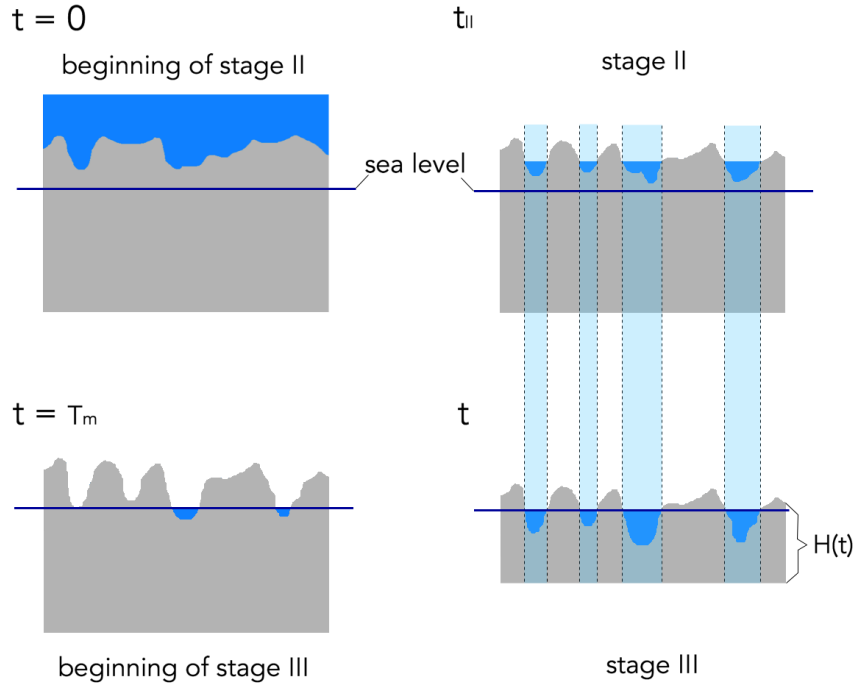 t = 0
beginning of stage II
t_II
stage II
sea level
t = T_m
beginning of stage III
t
H(t)
stage III